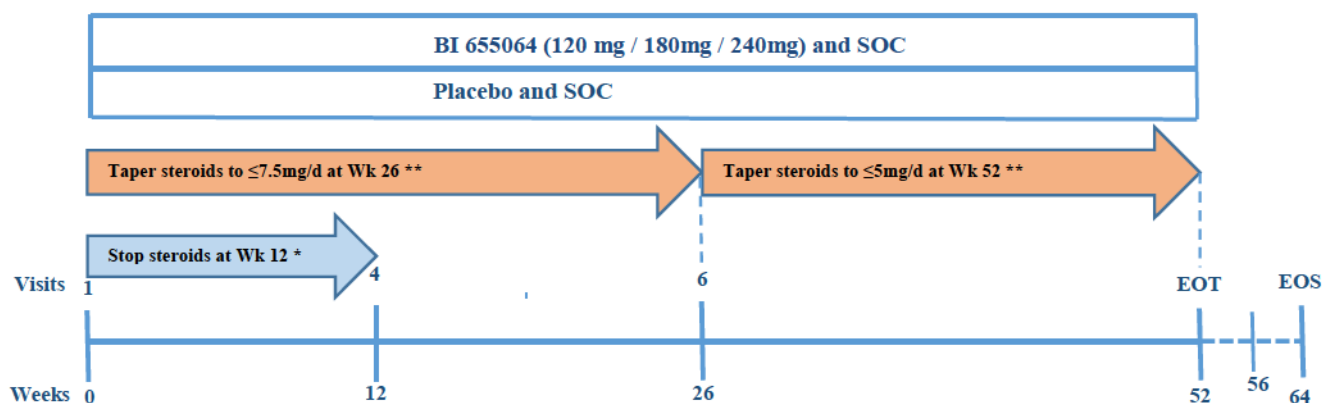 BI 655064 (120 mg / 180mg / 240mg) and SOC
Placebo and SOC
Taper steroids to ≤7.5mg/d at Wk 26 **
Taper steroids to ≤5mg/d at Wk 52 **
Stop steroids at Wk 12 *
Visits 1 4 6 EOT EOS
Weeks 0 12 26 52 56 64